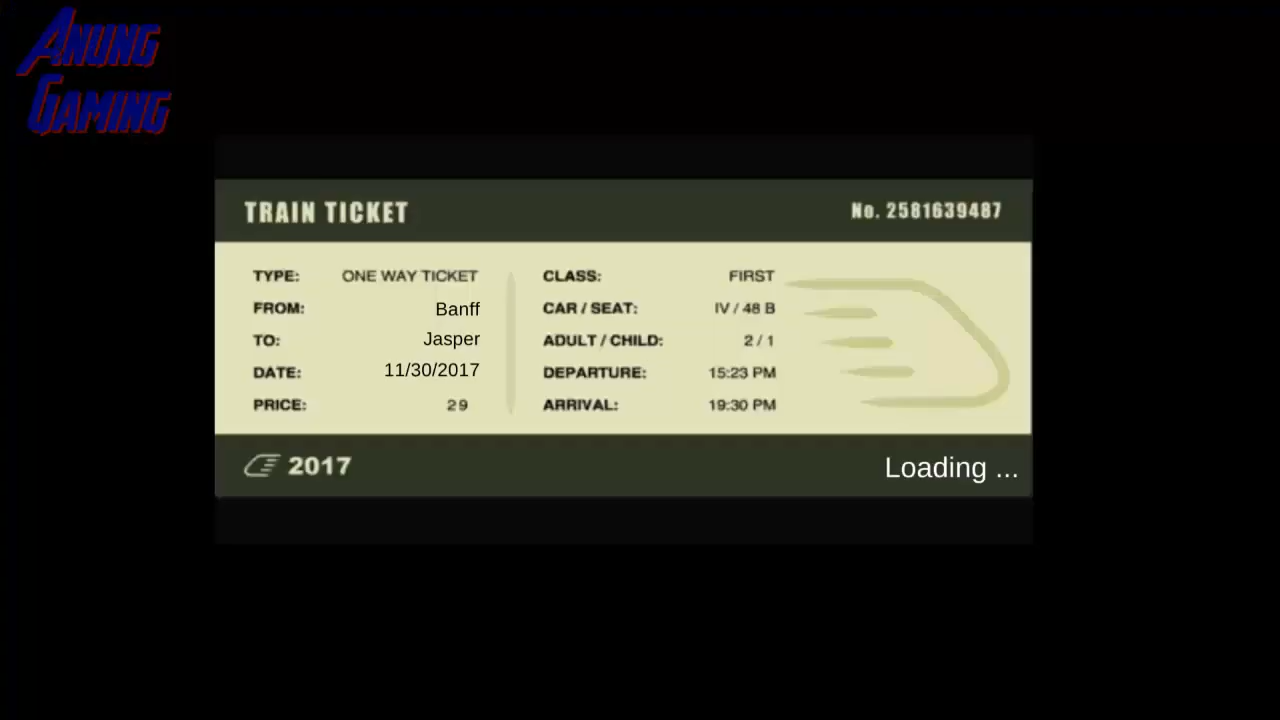 ANUNG
GAMING
TRAIN TICKET No. 2581639487
TYPE: ONE WAY TICKET CLASS: FIRST
FROM: Banff CAR / SEAT: IV / 48 B
TO: Jasper ADULT / CHILD: 2 / 1
DATE: 11/30/2017 DEPARTURE: 15:23 PM
PRICE: 29 ARRIVAL: 19:30 PM
2017 Loading ...